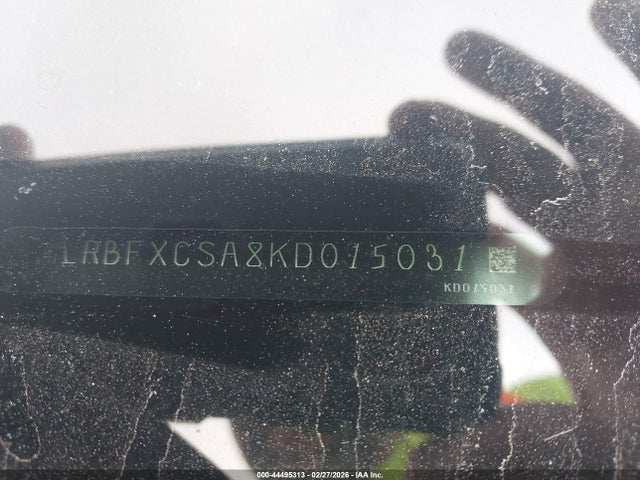 LRBFXCSA8KD015031
KD015031
000-44495313 - 02/27/2026 - IAA Inc.